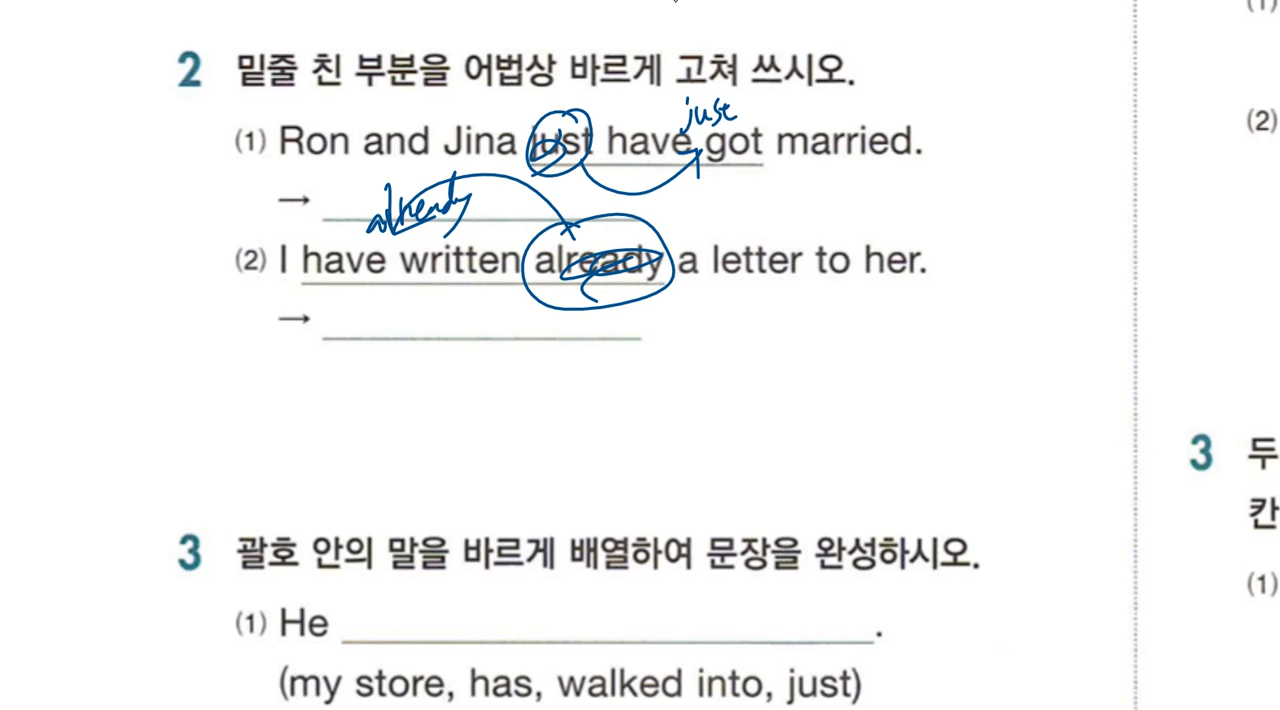 (1)
2 밑줄 친 부분을 어법상 바르게 고쳐 쓰시오.
just
(1) Ron and Jina just have got married.
→
already
(2) I have written already a letter to her.
→
(2)
3 괄호 안의 말을 바르게 배열하여 문장을 완성하시오.
(1) He .
(my store, has, walked into, just)
3 두
칸
(1)